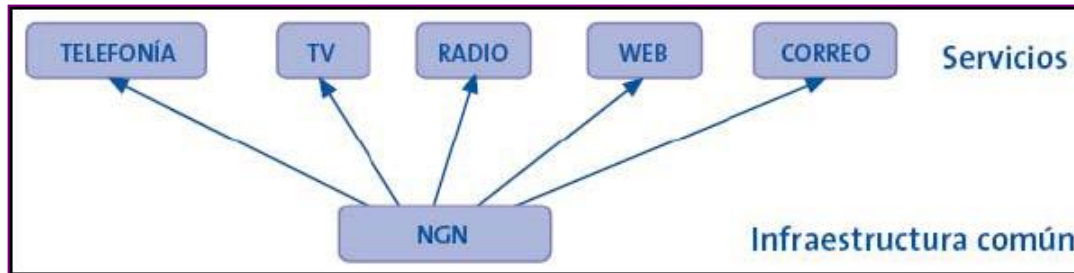 TELEFONÍA TV RADIO WEB CORREO Servicios
NGN
Infraestructura común